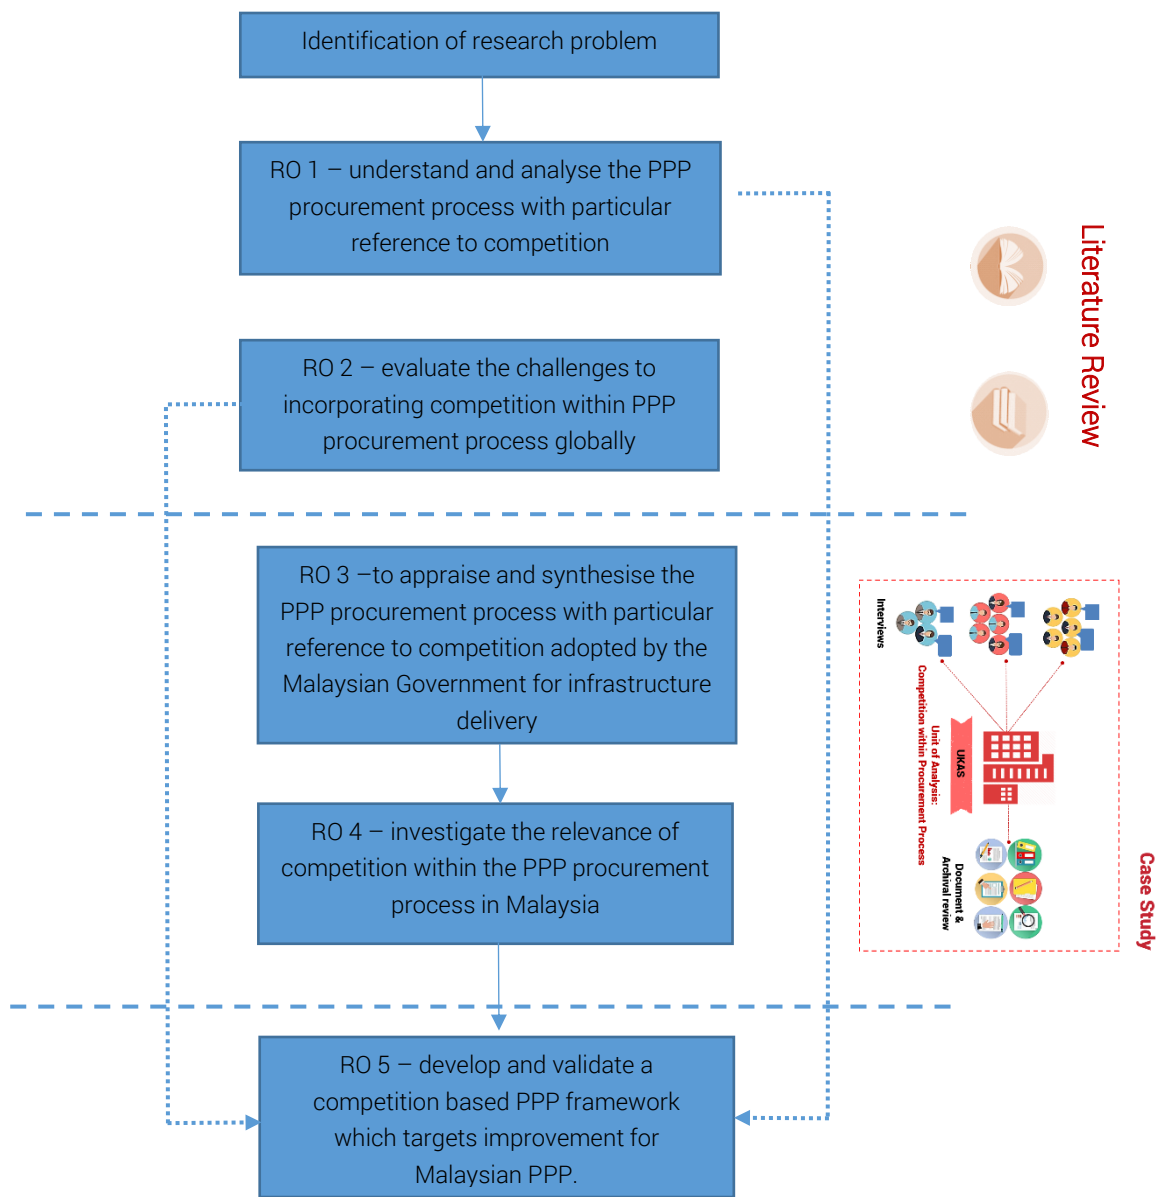 Identification of research problem
RO 1 – understand and analyse the PPP
procurement process with particular
reference to competition
Literature Review
RO 2 – evaluate the challenges to
incorporating competition within PPP
procurement process globally
RO 3 –to appraise and synthesise the
PPP procurement process with particular
reference to competition adopted by the
Malaysian Government for infrastructure
delivery
Interviews
UKAS
Unit of Analysis:
Competition within Procurement Process
Document &
Archival review
Case Study
RO 4 – investigate the relevance of
competition within the PPP procurement
process in Malaysia
RO 5 – develop and validate a
competition based PPP framework
which targets improvement for
Malaysian PPP.